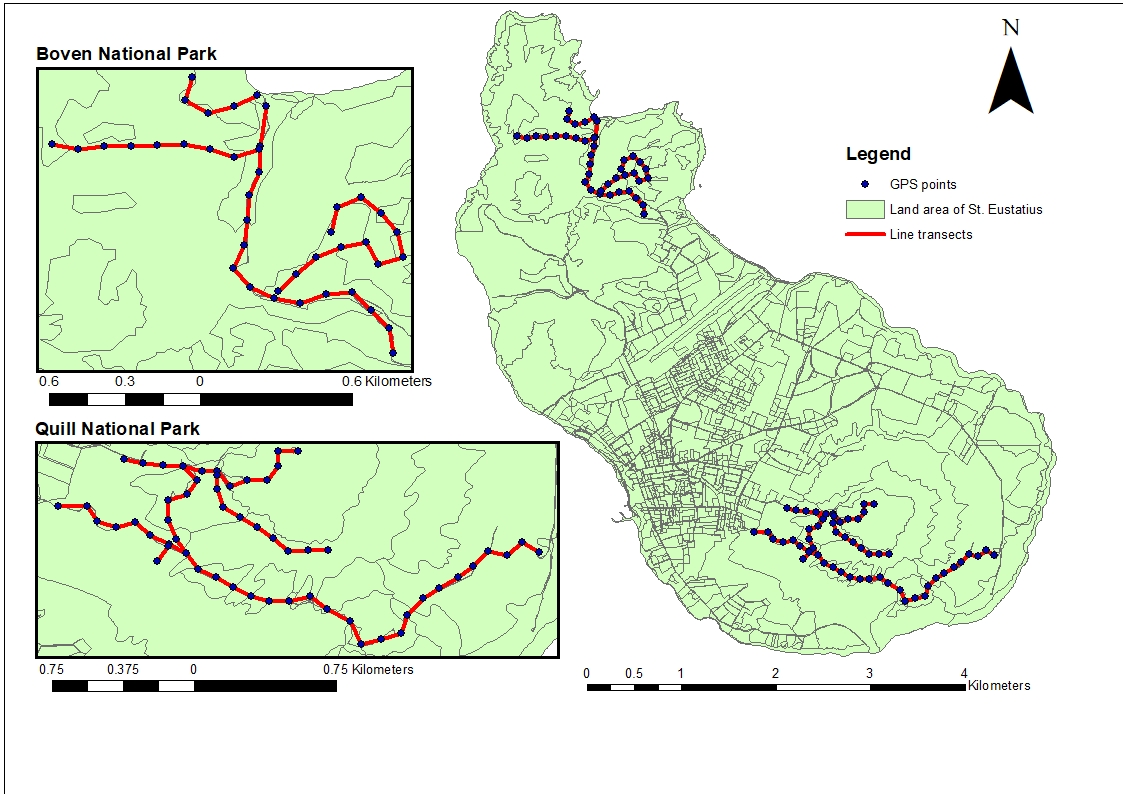 Boven National Park
0.6 0.3 0 0.6 Kilometers
Quill National Park
0.75 0.375 0 0.75 Kilometers
N
Legend
GPS points
Land area of St. Eustatius
Line transects
0 0.5 1 2 3 4
Kilometers